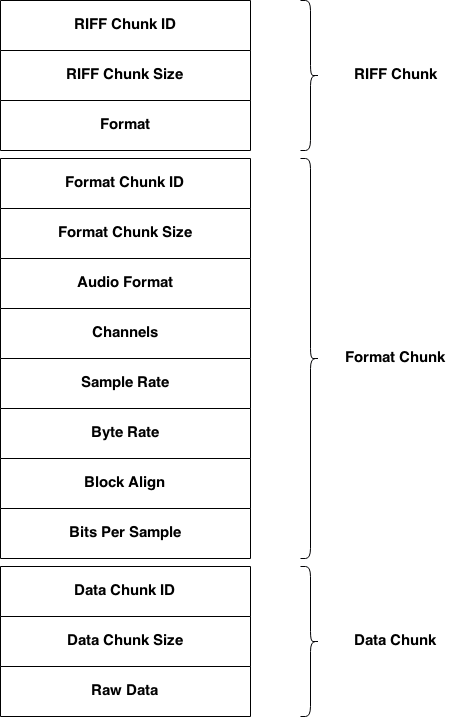 RIFF Chunk ID
RIFF Chunk Size
Format
RIFF Chunk
Format Chunk ID
Format Chunk Size
Audio Format
Channels
Sample Rate
Byte Rate
Block Align
Bits Per Sample
Format Chunk
Data Chunk ID
Data Chunk Size
Raw Data
Data Chunk